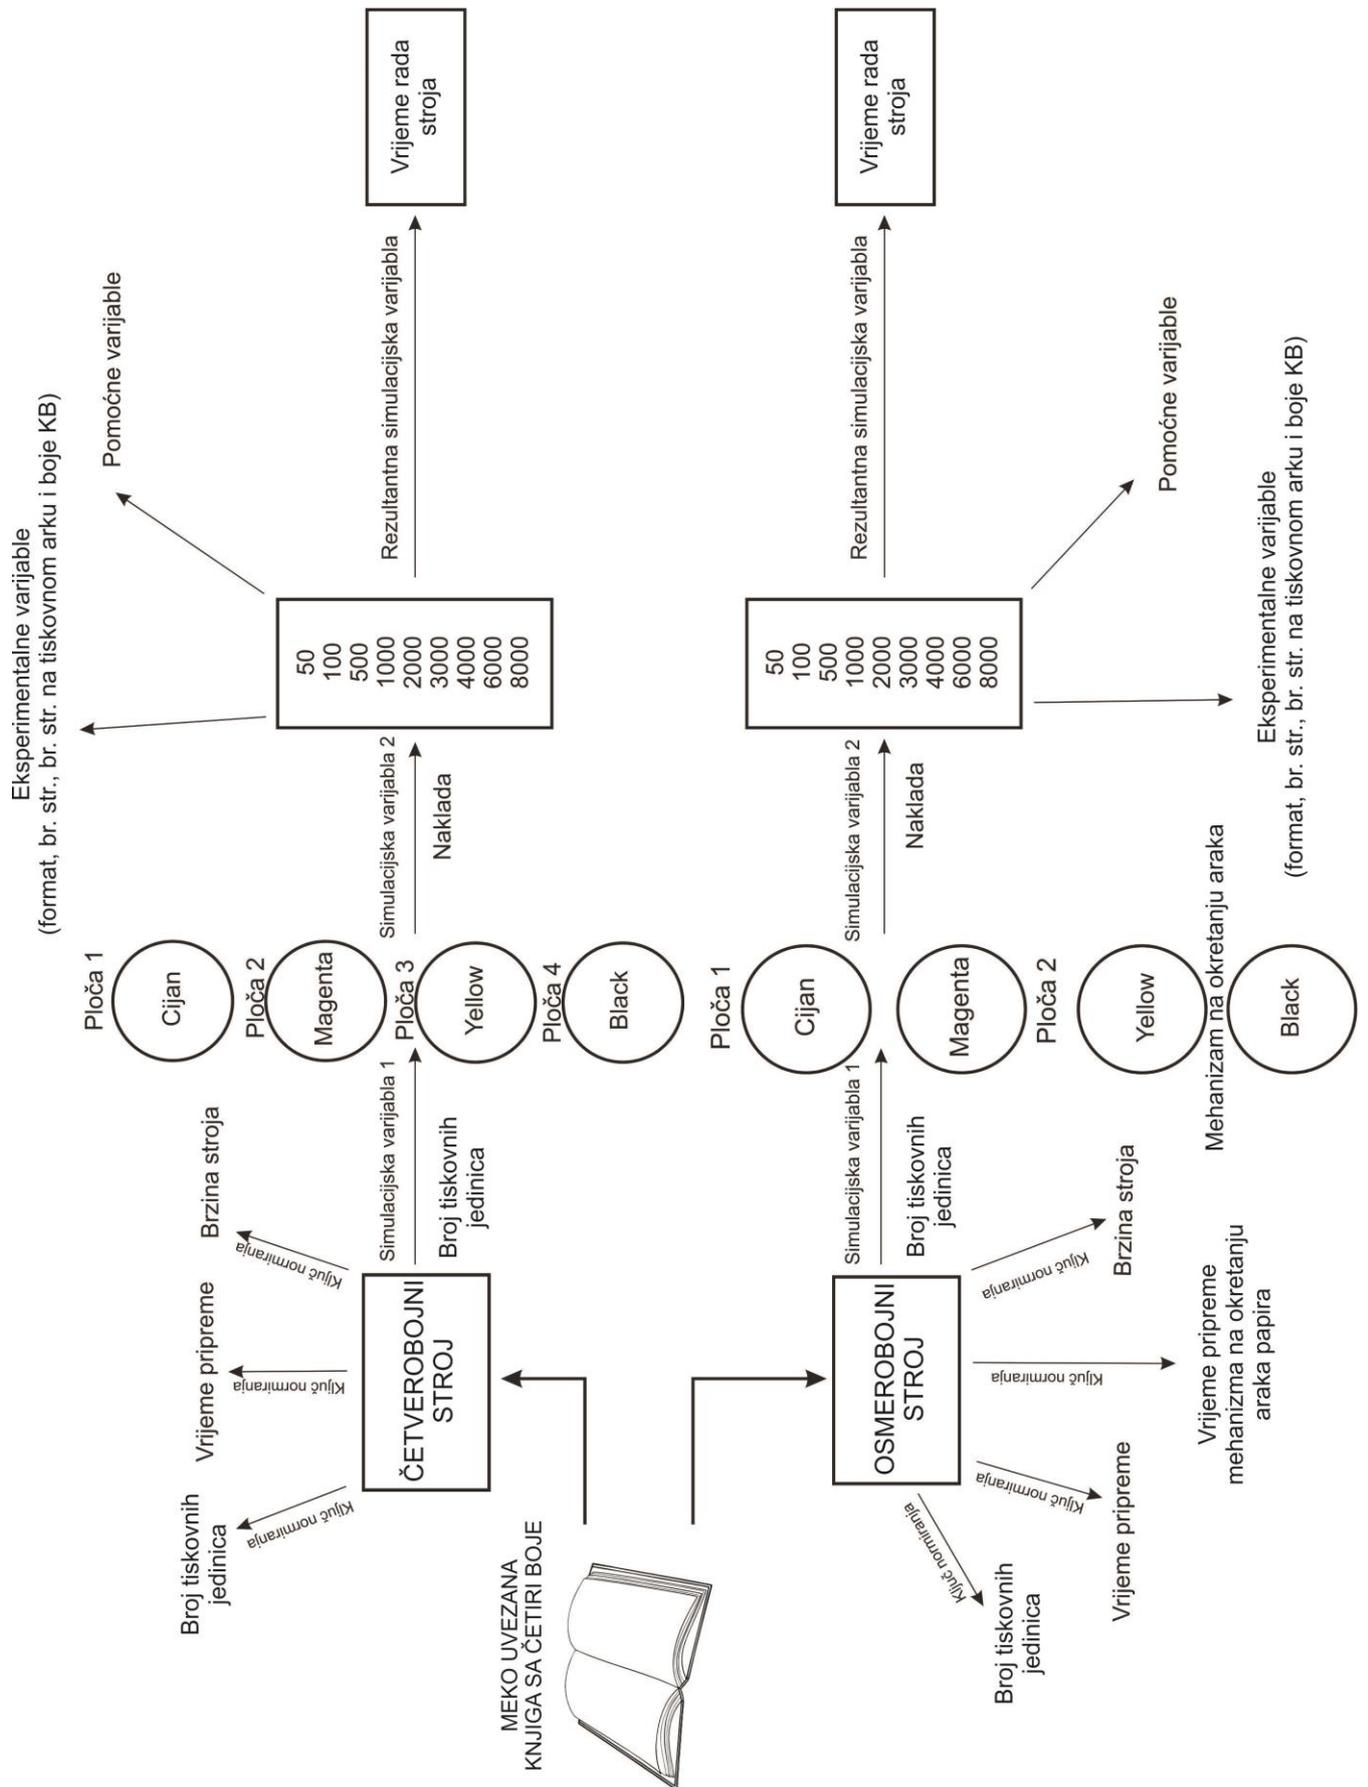 MEKO UVEZANA
KNJIGA SA ČETIRI BOJE
ČETVEROBOJNI
STROJ
Ključ normiranja
Broj tiskovnih
jedinica
Ključ normiranja
Vrijeme pripreme
Ključ normiranja
Brzina stroja
Simulacijska varijabla 1
Broj tiskovnih
jedinica
Ploča 1
Cijan
Ploča 2
Magenta
Ploča 3
Yellow
Ploča 4
Black
Simulacijska varijabla 2
Naklada
50
100
500
1000
2000
3000
4000
6000
8000
Eksperimentalne varijable
(format, br. str., br. str. na tiskovnom arku i boje KB)
Pomoćne varijable
Rezultantna simulacijska varijabla
Vrijeme rada
stroja
OSMEROBOJNI
STROJ
Ključ normiranja
Broj tiskovnih
jedinica
Ključ normiranja
Vrijeme pripreme
Ključ normiranja
Vrijeme pripreme
mehanizma na okretanju
araka papira
Ključ normiranja
Brzina stroja
Simulacijska varijabla 1
Broj tiskovnih
jedinica
Ploča 1
Cijan
Magenta
Ploča 2
Yellow
Mehanizam na okretanju araka
Black
Simulacijska varijabla 2
Naklada
50
100
500
1000
2000
3000
4000
6000
8000
Eksperimentalne varijable
(format, br. str., br. str. na tiskovnom arku i boje KB)
Pomoćne varijable
Rezultantna simulacijska varijabla
Vrijeme rada
stroja